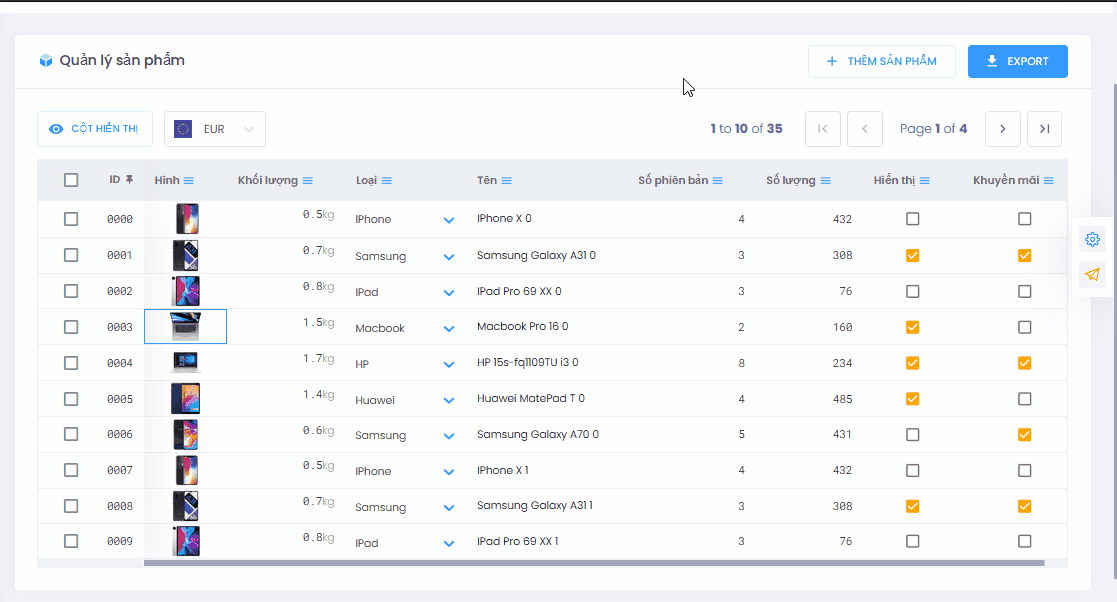 Quản lý sản phẩm
THÊM SẢN PHẨM
EXPORT
CỘT HIỂN THỊ
EUR
1 to 10 of 35
Page 1 of 4
ID Hình Khối lượng Loại Tên Số phiên bản Số lượng Hiển thị Khuyến mãi
0000 0.5kg IPhone IPhone X 0 4 432
0001 0.7kg Samsung Samsung Galaxy A31 0 3 308
0002 0.8kg IPad IPad Pro 69 XX 0 3 76
0003 1.5kg Macbook Macbook Pro 16 0 2 160
0004 1.7kg HP HP 15s-fq1109TU i3 0 8 234
0005 1.4kg Huawei Huawei MatePad T 0 4 485
0006 0.6kg Samsung Samsung Galaxy A70 0 5 431
0007 0.5kg IPhone IPhone X 1 4 432
0008 0.7kg Samsung Samsung Galaxy A31 1 3 308
0009 0.8kg IPad IPad Pro 69 XX 1 3 76